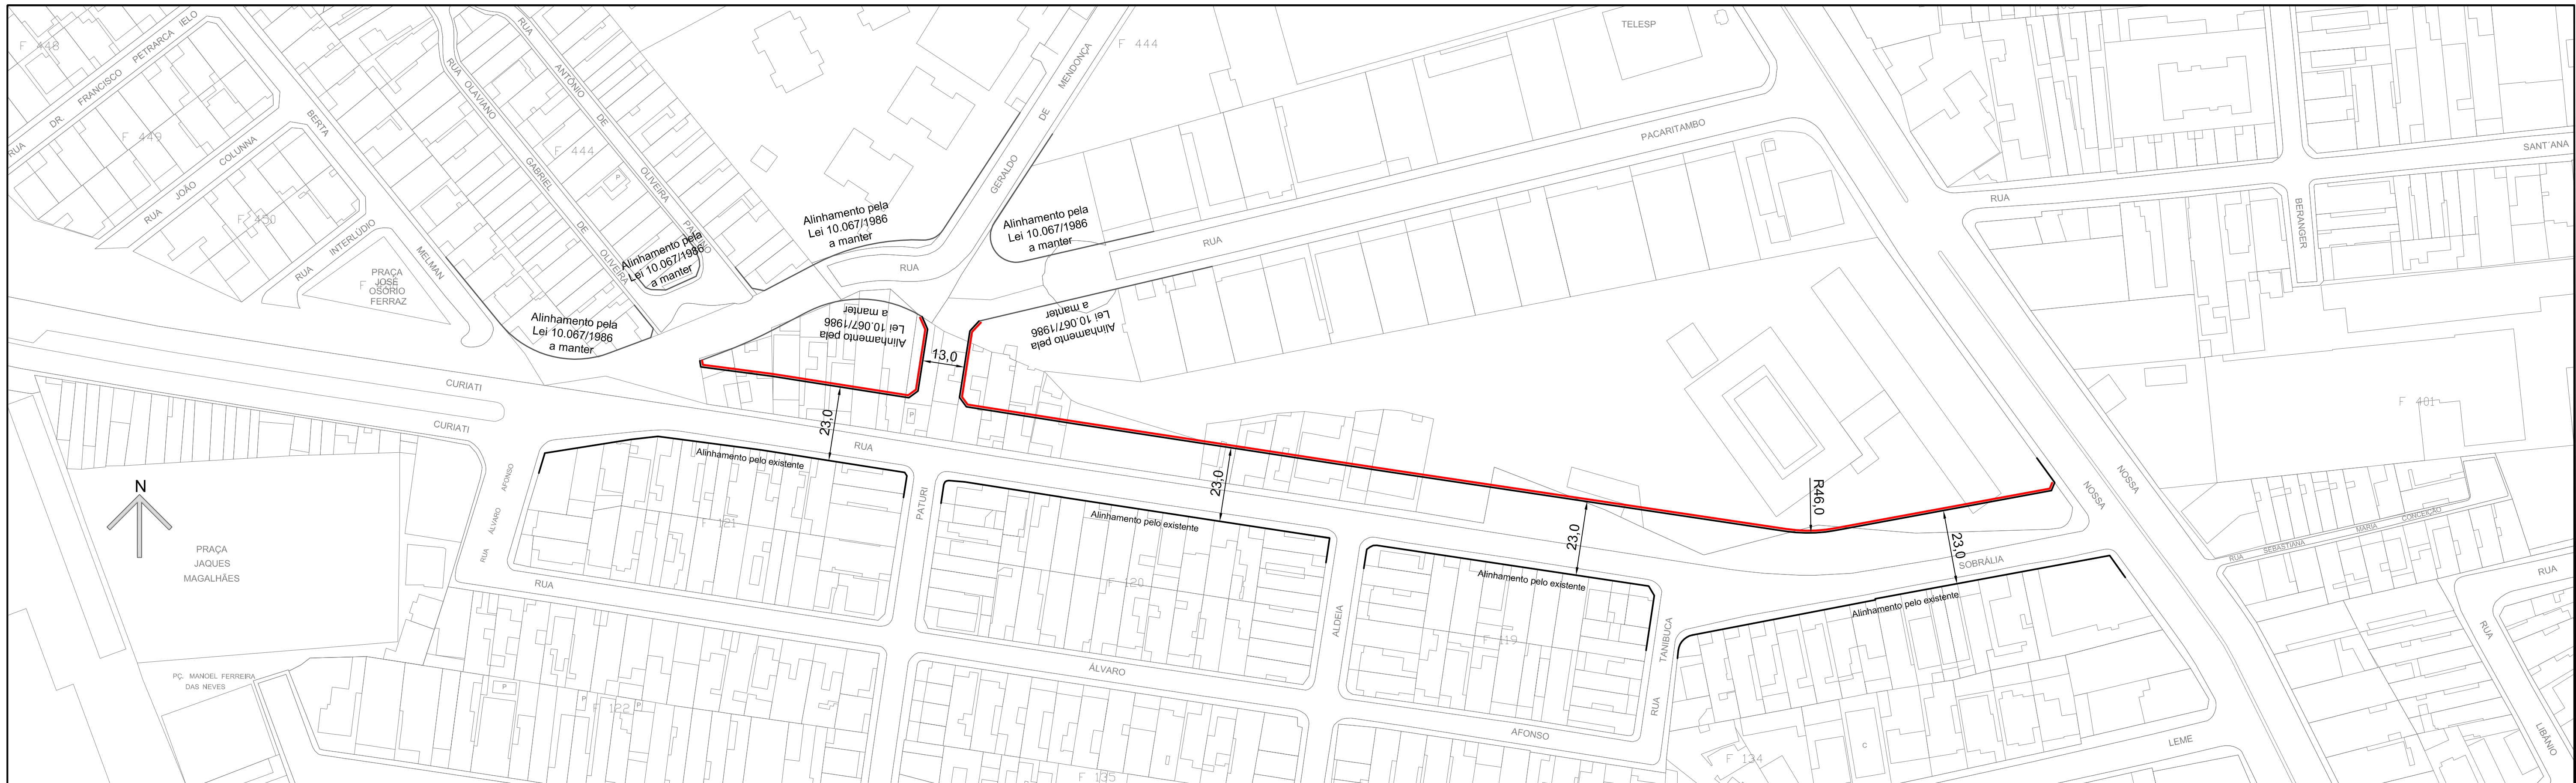 F 448
RUA DR. FRANCISCO PETRARCA IELO
F 449
RUA JOÃO COLUNNA
F 450
RUA INTERLÚDIO
PRAÇA
JOSÉ
OSÓRIO
FERRAZ
BERTA MELMAN
RUA OLAVIANO GABRIEL DE OLIVEIRA
RUA ANTÔNIO DE OLIVEIRA
F 444
P
Alinhamento pela
Lei 10.067/1986
a manter
Alinhamento pela
Lei 10.067/1986
a manter
Alinhamento pela
Lei 10.067/1986
a manter
Alinhamento pela
Lei 10.067/1986
a manter
Alinhamento pela
Lei 10.067/1986
a manter
Alinhamento pela
Lei 10.067/1986
a manter
RUA GERALDO DE MENDONÇA
F 444
TELESP
RUA PACARITAMBO
RUA SANT'ANA
BERANGER
F 401
NOSSA
NOSSA
RUA SEBASTIANA MARIA CONCEIÇÃO
RUA
RUA LIBÂNIO
13,0
23,0
23,0
23,0
R46,0
23,0
CURIATI
CURIATI
RUA
SOBRÁLIA
P
Alinhamento pelo existente
Alinhamento pelo existente
Alinhamento pelo existente
Alinhamento pelo existente
N
PRAÇA
JAQUES
MAGALHÃES
PÇ. MANOEL FERREIRA
DAS NEVES
RUA ÁLVARO AFONSO
PATURI
ALDEIA
RUA TANIBUCA
F 121
F 120
F 119
RUA ÁLVARO AFONSO LEME
P
P
P
F 122
F 135
F 134
C